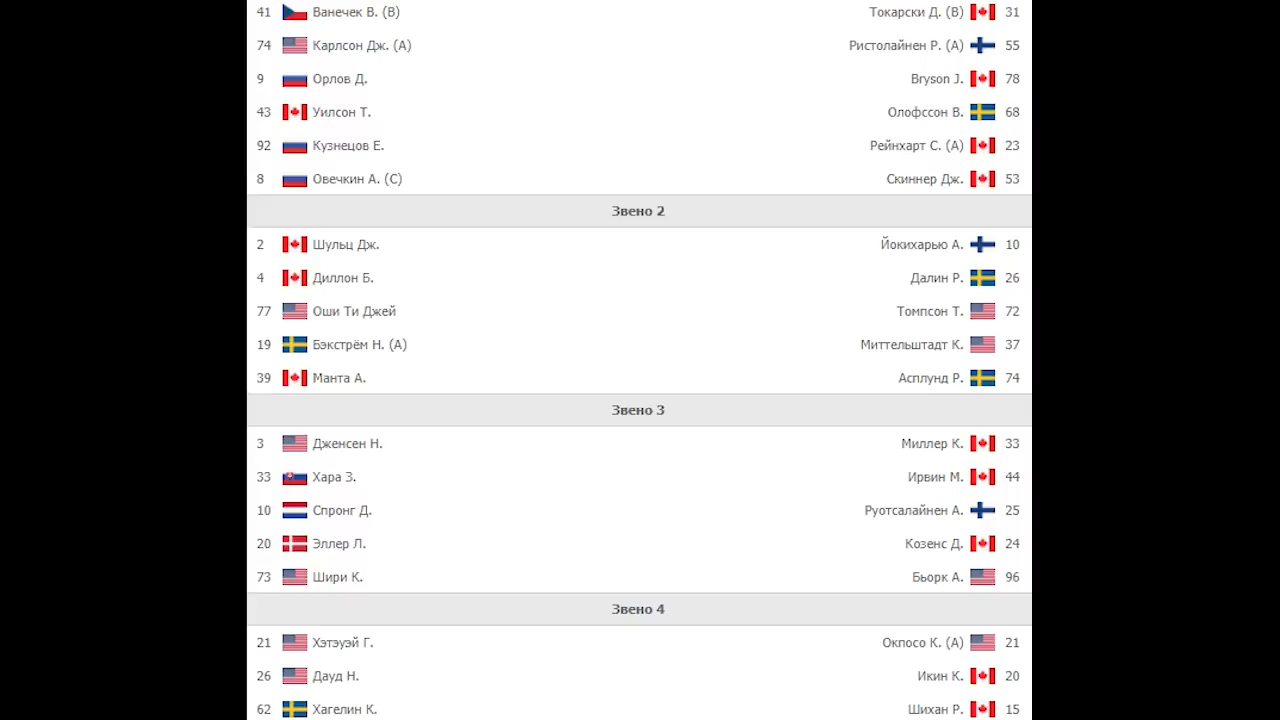 41 Ванечек В. (В) Токарски Д. (В) 31
74 Карлсон Дж. (А) Ристолайнен Р. (А) 55
9 Орлов Д. Bryson J. 78
43 Уилсон Т. Олофссон В. 68
92 Кузнецов Е. Рейнхарт С. (А) 23
8 Овечкин А. (С) Скиннер Дж. 53
Звено 2
2 Шульц Дж. Йокихарью А. 10
4 Диллон Б. Далин Р. 26
77 Оши Ти Джей Томпсон Т. 72
19 Бэкстрём Н. (А) Миттельштадт К. 37
39 Манта А. Асплунд Р. 74
Звено 3
3 Дженсен Н. Миллер К. 33
33 Хара З. Ирвин М. 44
10 Спронг Д. Руотсалайнен А. 25
20 Эллер Л. Козенс Д. 24
73 Шири К. Бьорк А. 96
Звено 4
21 Хэтэуэй Г. Окпосо К. (А) 21
26 Дауд Н. Икин К. 20
62 Хагелин К. Шихан Р. 15